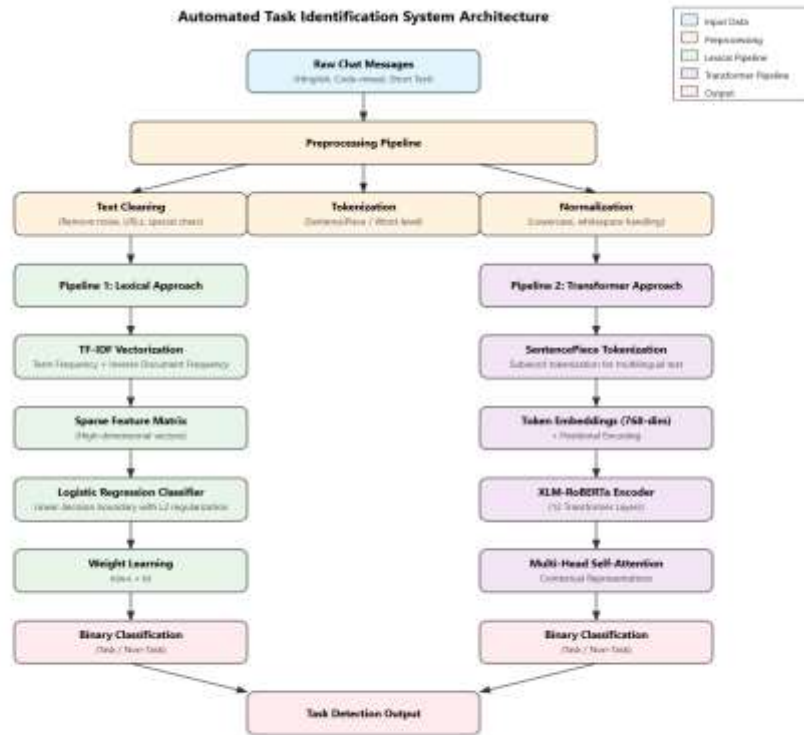 Automated Task Identification System Architecture
Input Data
Preprocessing
Lexical Pipeline
Transformer Pipeline
Output
Raw Chat Messages
(Hinglish, Code-mixed, Short Text)
Preprocessing Pipeline
Text Cleaning
(Remove noise, URLs, special chars)
Tokenization
(SentencePiece / Word-level)
Normalization
(Lowercase, whitespace handling)
Pipeline 1: Lexical Approach
Pipeline 2: Transformer Approach
TF-IDF Vectorization
Term Frequency × Inverse Document Frequency
SentencePiece Tokenization
Subword tokenization for multilingual text
Sparse Feature Matrix
(High-dimensional vectors)
Token Embeddings (768-dim)
+ Positional Encoding
Logistic Regression Classifier
Linear decision boundary with L2 regularization
XLM-RoBERTa Encoder
(12 Transformer Layers)
Weight Learning
Multi-Head Self-Attention
Contextual Representations
Binary Classification
(Task / Non-Task)
Binary Classification
(Task / Non-Task)
Task Detection Output